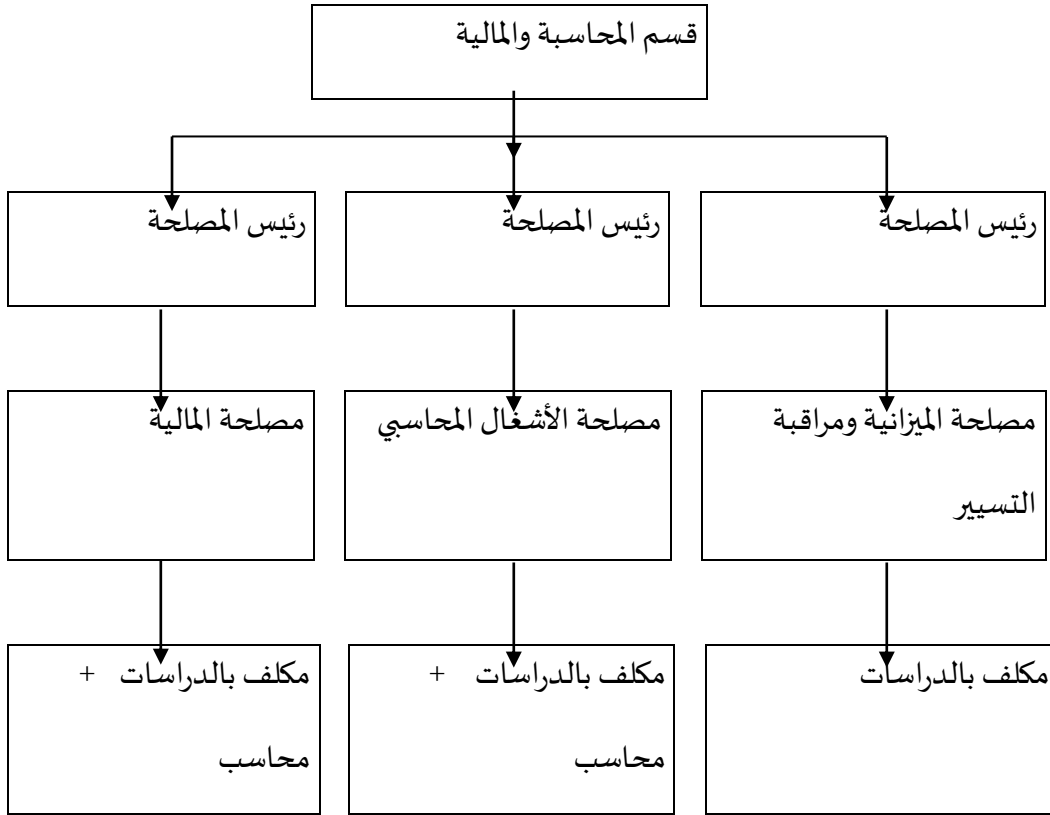 قسم المحاسبة والمالية
رئيس المصلحة
رئيس المصلحة
رئيس المصلحة
مصلحة الميزانية ومراقبة
التسيير
مصلحة الأشغال المحاسبي
مصلحة المالية
مكلف بالدراسات
مكلف بالدراسات +
محاسب
مكلف بالدراسات +
محاسب